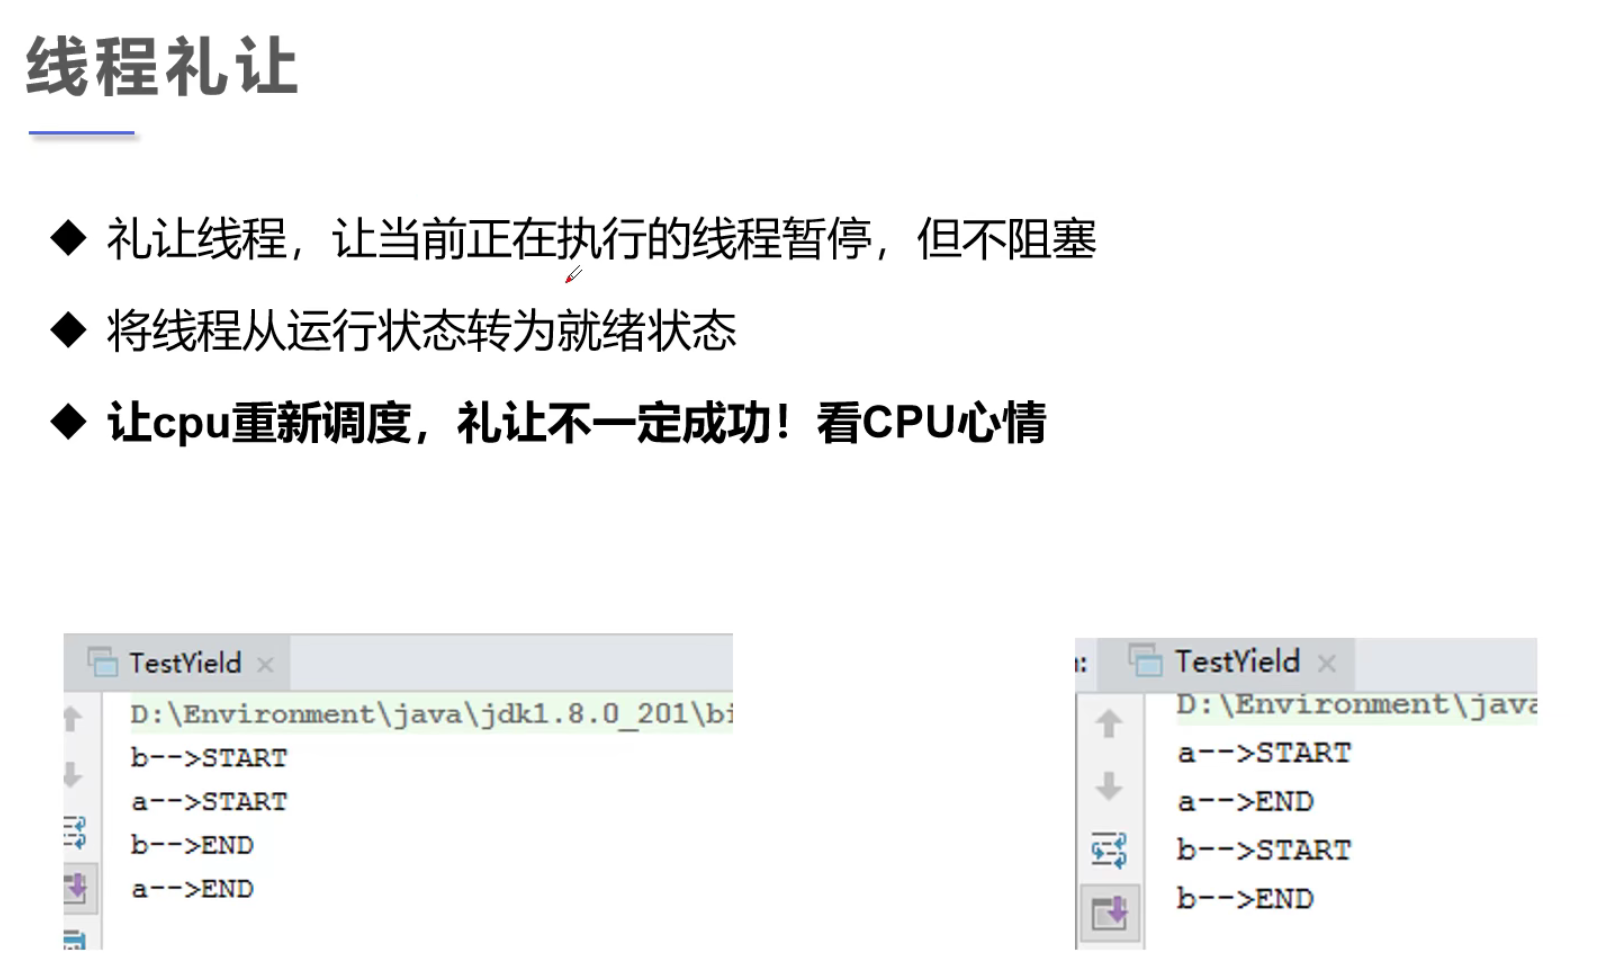 线程礼让
礼让线程，让当前正在执行的线程暂停，但不阻塞
将线程从运行状态转为就绪状态
让cpu重新调度，礼让不一定成功！看CPU心情
TestYield
D:\Environment\java\jdk1.8.0_201\bi
b-->START
a-->START
b-->END
a-->END
TestYield
D:\Environment\java
a-->START
a-->END
b-->START
b-->END